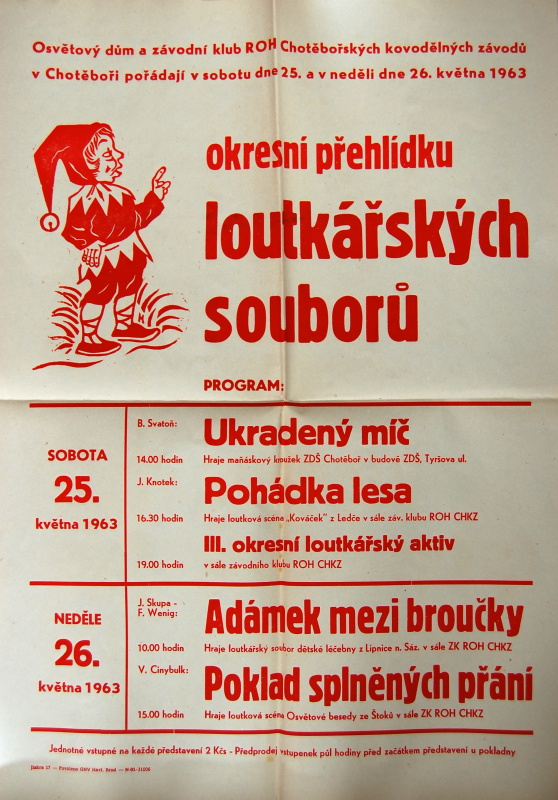 Osvětový dům a závodní klub ROH Chotěbořských kovodělných závodů
v Chotěboři pořádají v sobotu dne 25. a v neděli dne 26. května 1963
okresní přehlídku
loutkářských
souborů
PROGRAM:
SOBOTA
25.
května 1963
B. Svatoň:
Ukradený míč
14.00 hodin
Hraje maňáskový kroužek ZDŠ Chotěboř v budově ZDŠ, Tyršova ul.
J. Knotek:
Pohádka lesa
16.30 hodin
Hraje loutková scéna „Kováček" z Ledče v sále záv. klubu ROH CHKZ
III. okresní loutkářský aktiv
19.00 hodin
v sále závodního klubu ROH CHKZ
NEDĚLE
26.
května 1963
J. Skupa -
F. Wenig:
Adámek mezi broučky
10.00 hodin
Hraje loutkářský soubor dětské léčebny z Lipnice n. Sáz. v sále ZK ROH CHKZ
V. Cinybulk:
Poklad splněných přání
15.00 hodin
Hraje loutková scéna Osvětové besedy ze Štoků v sále ZK ROH CHKZ
Jednotné vstupné na každé představení 2 Kčs - Předprodej vstupenek půl hodiny před začátkem představení u pokladny